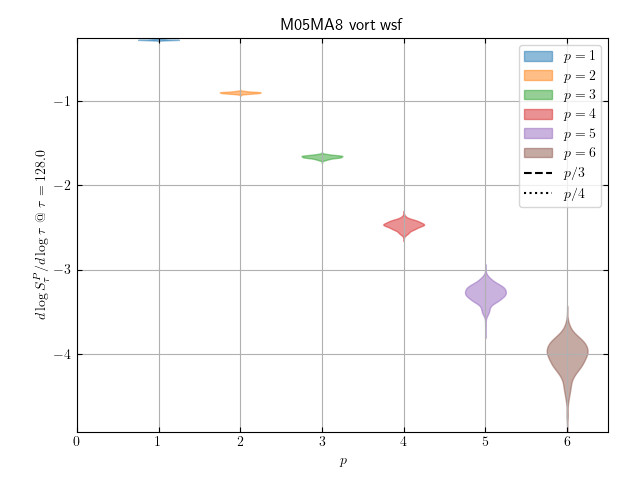 M05MA8 vort wsf
d log S_τ^P / d log τ @ τ = 128.0
−1
−2
−3
−4
0 1 2 3 4 5 6
p
p = 1
p = 2
p = 3
p = 4
p = 5
p = 6
p/3
p/4